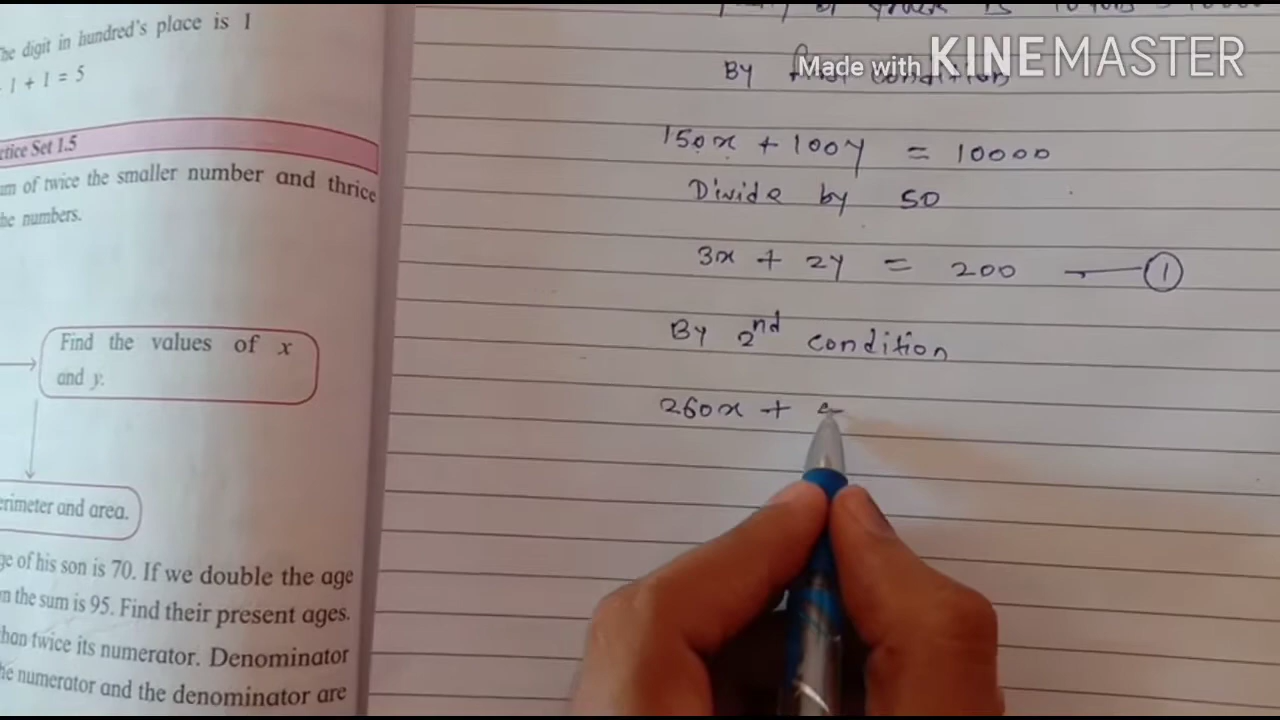 The digit in hundred's place is 1
1 + 1 = 5
ctice Set 1.5
um of twice the smaller number and thrice
he numbers.
Find the values of x
and y.
erimeter and area.
ge of his son is 70. If we double the age
n the sum is 95. Find their present ages.
han twice its numerator. Denominator
he numerator and the denominator are
Made with KINEMASTER
By first condition
150x + 100y = 10000
Divide by 50
3x + 2y = 200 — 1
By 2nd condition
260x +